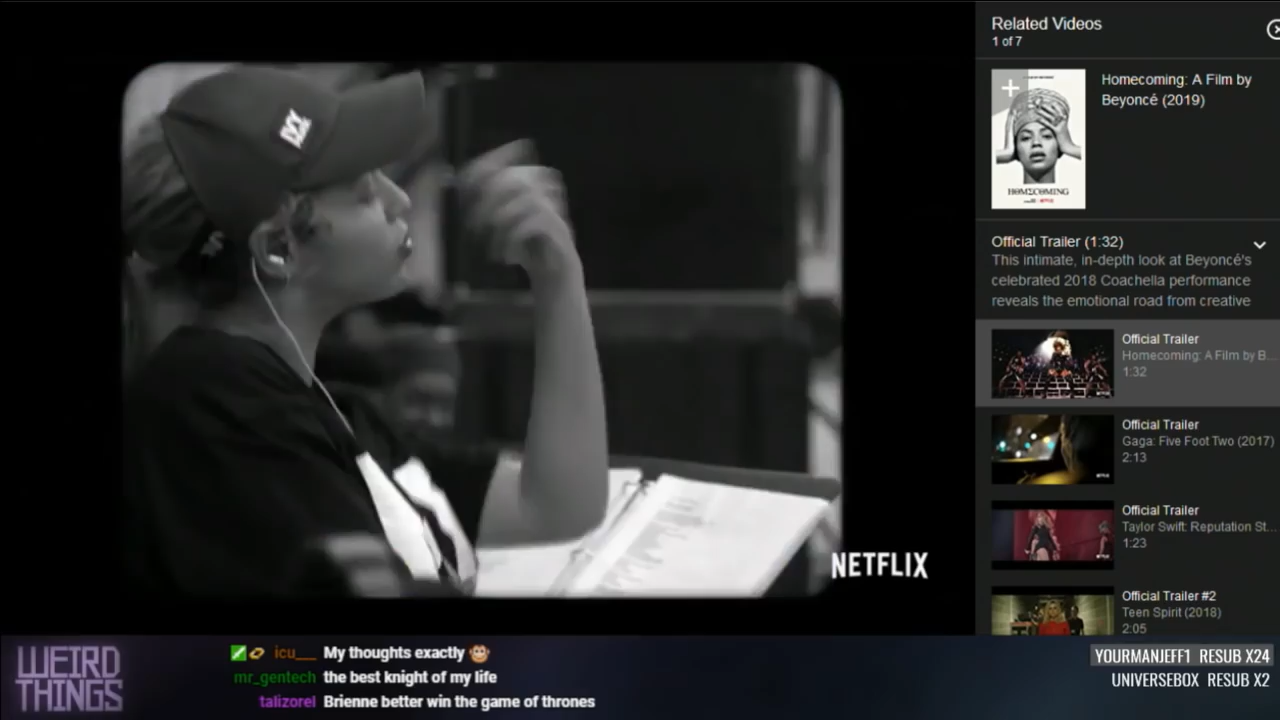 NETFLIX
Related Videos
1 of 7
Homecoming: A Film by
Beyoncé (2019)
HOMECOMING
Official Trailer (1:32)
This intimate, in-depth look at Beyoncé's
celebrated 2018 Coachella performance
reveals the emotional road from creative
Official Trailer
Homecoming: A Film by B...
1:32
Official Trailer
Gaga: Five Foot Two (2017)
2:13
Official Trailer
Taylor Swift: Reputation St...
1:23
Official Trailer #2
Teen Spirit (2018)
2:05
WEIRD
THINGS
icu___ My thoughts exactly
mr_gentech the best knight of my life
talizorel Brienne better win the game of thrones
YOURMANJEFF1 RESUB X24
UNIVERSEBOX RESUB X2